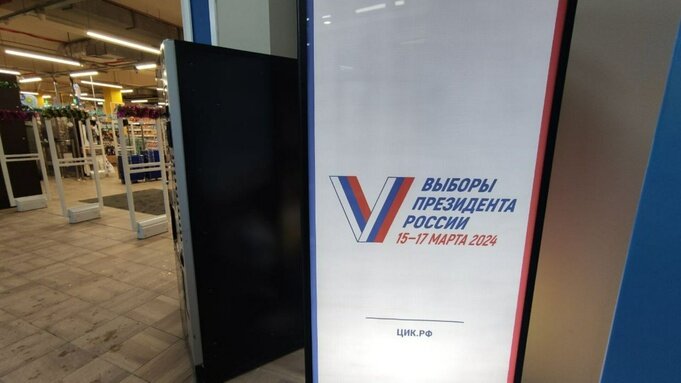 ВЫБОРЫ
ПРЕЗИДЕНТА
РОССИИ
15–17 МАРТА 2024
ЦИК.РФ